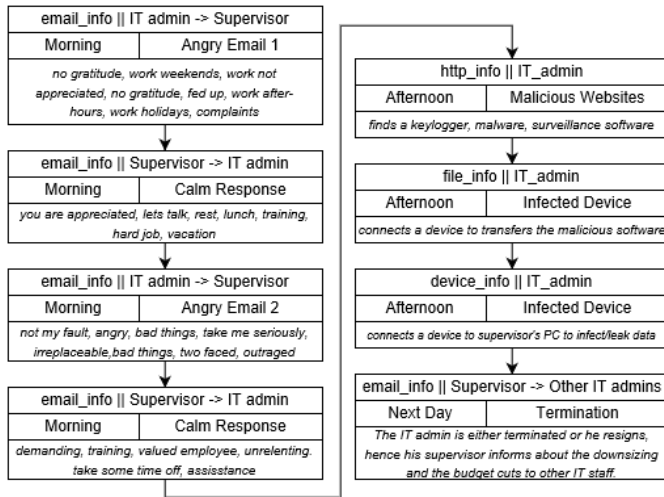 email_info || IT admin -> Supervisor
Morning
Angry Email 1
no gratitude, work weekends, work not
appreciated, no gratitude, fed up, work after-
hours, work holidays, complaints
email_info || Supervisor -> IT admin
Morning
Calm Response
you are appreciated, lets talk, rest, lunch, training,
hard job, vacation
email_info || IT admin -> Supervisor
Morning
Angry Email 2
not my fault, angry, bad things, take me seriously,
irreplaceable,bad things, two faced, outraged
email_info || Supervisor -> IT admin
Morning
Calm Response
demanding, training, valued employee, unrelenting.
take some time off, assisstance
http_info || IT_admin
Afternoon
Malicious Websites
finds a keylogger, malware, surveillance software
file_info || IT_admin
Afternoon
Infected Device
connects a device to transfers the malicious software
device_info || IT_admin
Afternoon
Infected Device
connects a device to supervisor's PC to infect/leak data
email_info || Supervisor -> Other IT admins
Next Day
Termination
The IT admin is either terminated or he resigns,
hence his supervisor informs about the downsizing
and the budget cuts to other IT staff.